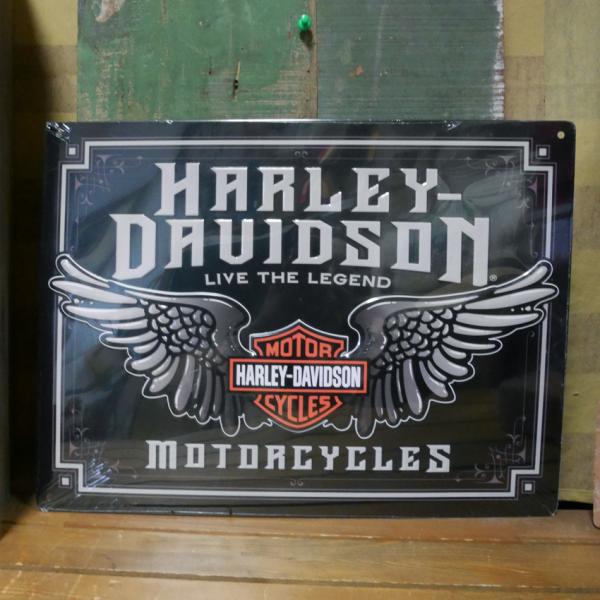 HARLEY-
DAVIDSON®
LIVE THE LEGEND
MOTOR
HARLEY-DAVIDSON
CYCLES
MOTORCYCLES